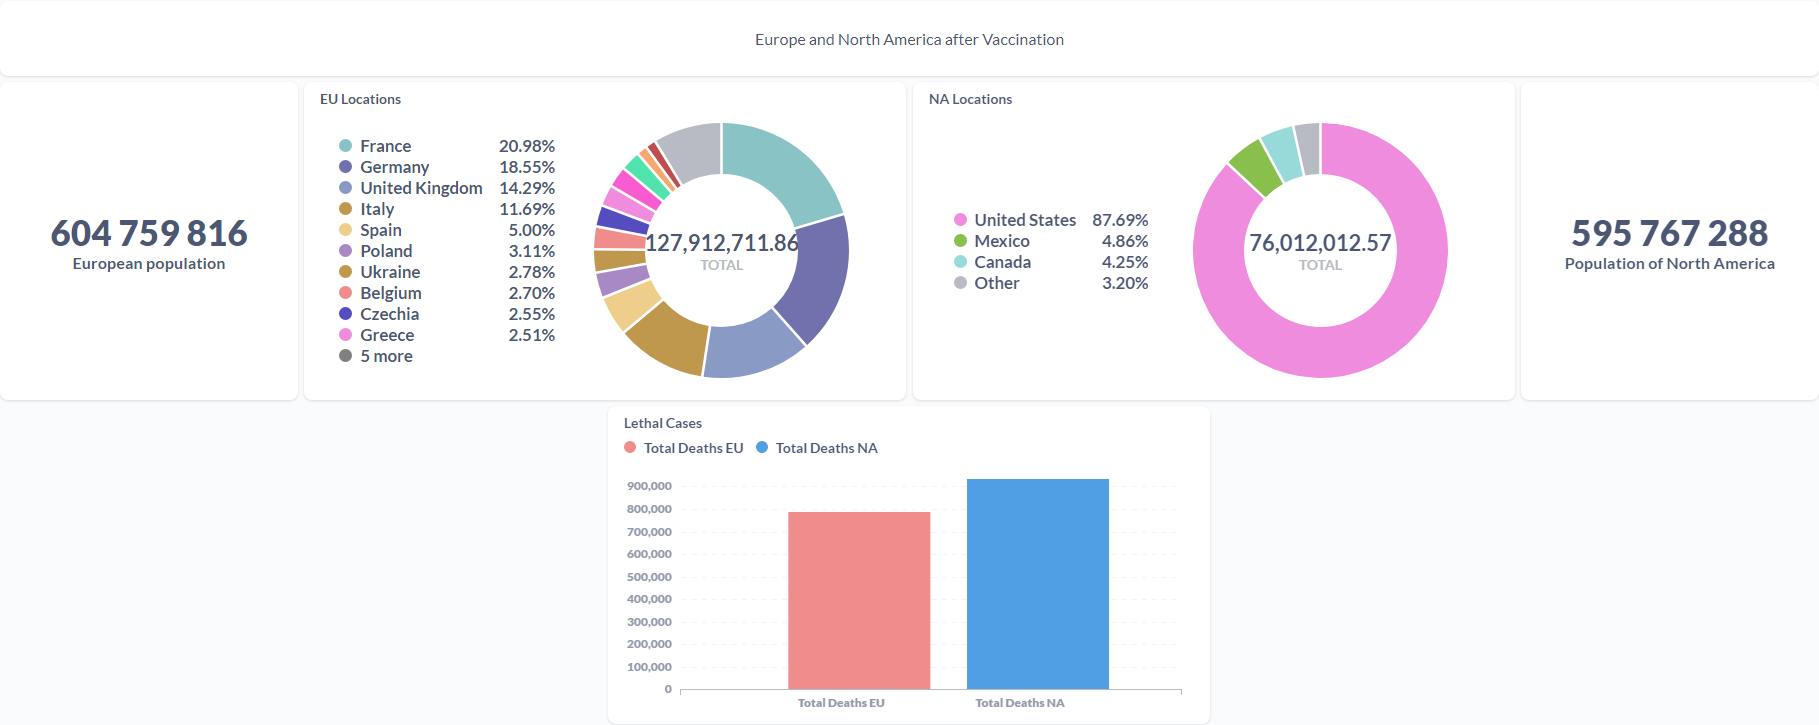 Europe and North America after Vaccination
604 759 816
European population
EU Locations
France 20.98%
Germany 18.55%
United Kingdom 14.29%
Italy 11.69%
Spain 5.00%
Poland 3.11%
Ukraine 2.78%
Belgium 2.70%
Czechia 2.55%
Greece 2.51%
5 more
127,912,711.86
TOTAL
NA Locations
United States 87.69%
Mexico 4.86%
Canada 4.25%
Other 3.20%
76,012,012.57
TOTAL
595 767 288
Population of North America
Lethal Cases
Total Deaths EU Total Deaths NA
900,000
800,000
700,000
600,000
500,000
400,000
300,000
200,000
100,000
0
Total Deaths EU Total Deaths NA